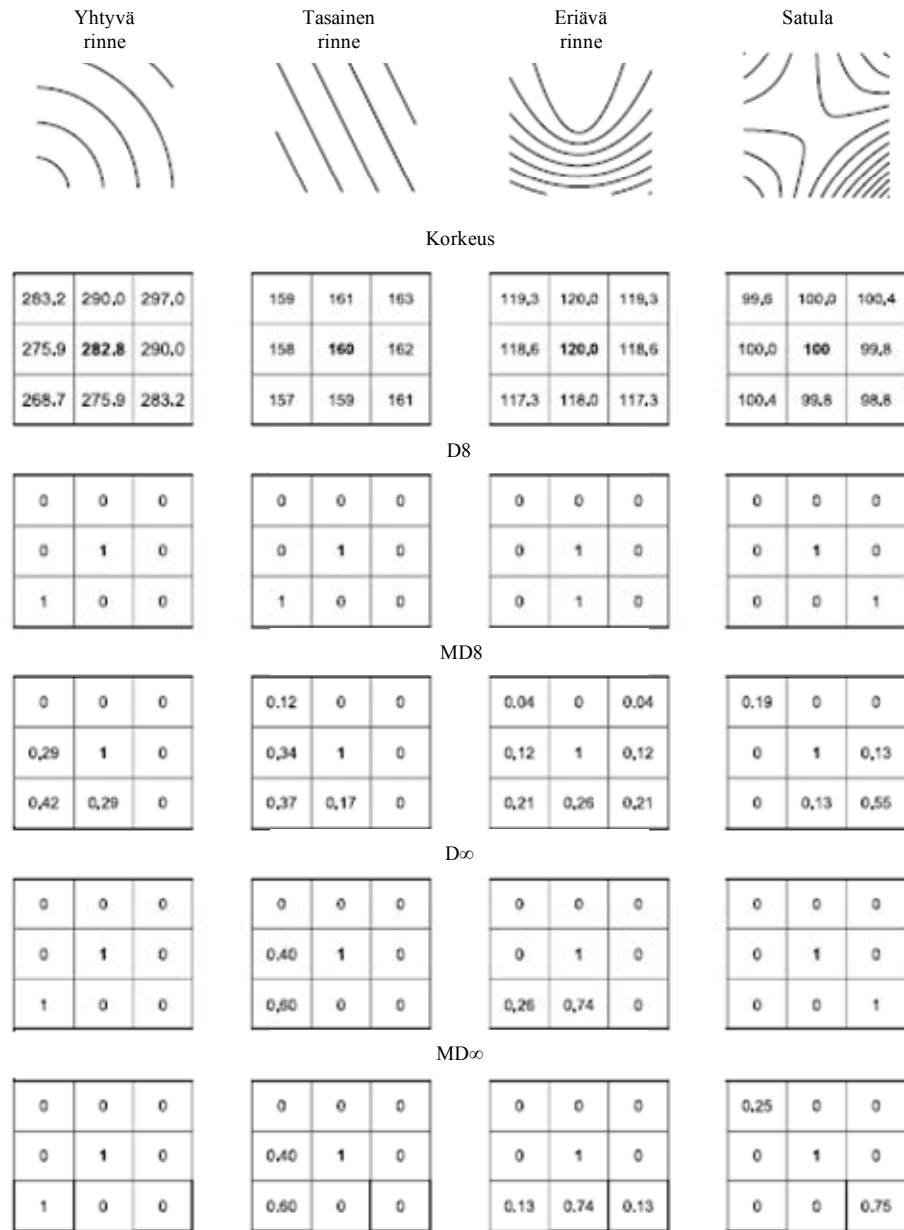 Yhtyvä rinne Tasainen rinne Eriävä rinne Satula
Korkeus
283,2 290,0 297,0 159 161 163 119,3 120,0 119,3 99,6 100,0 100,4
275,9 282,8 290,0 158 160 162 118,6 120,0 118,6 100,0 100 99,8
268,7 275,9 283,2 157 159 161 117,3 118,0 117,3 100,4 99,8 98,8
D8
0 0 0 0 0 0 0 0 0 0 0 0
0 1 0 0 1 0 0 1 0 0 1 0
1 0 0 1 0 0 0 1 0 0 0 1
MD8
0 0 0 0.12 0 0 0.04 0 0.04 0.19 0 0
0,29 1 0 0,34 1 0 0,12 1 0,12 0 1 0,13
0,42 0,29 0 0,37 0,17 0 0,21 0,26 0,21 0 0,13 0,55
D∞
0 0 0 0 0 0 0 0 0 0 0 0
0 1 0 0,40 1 0 0 1 0 0 1 0
1 0 0 0,60 0 0 0,26 0,74 0 0 0 1
MD∞
0 0 0 0 0 0 0 0 0 0.25 0 0
0 1 0 0.40 1 0 0 1 0 0 1 0
1 0 0 0.60 0 0 0.13 0.74 0.13 0 0 0.75